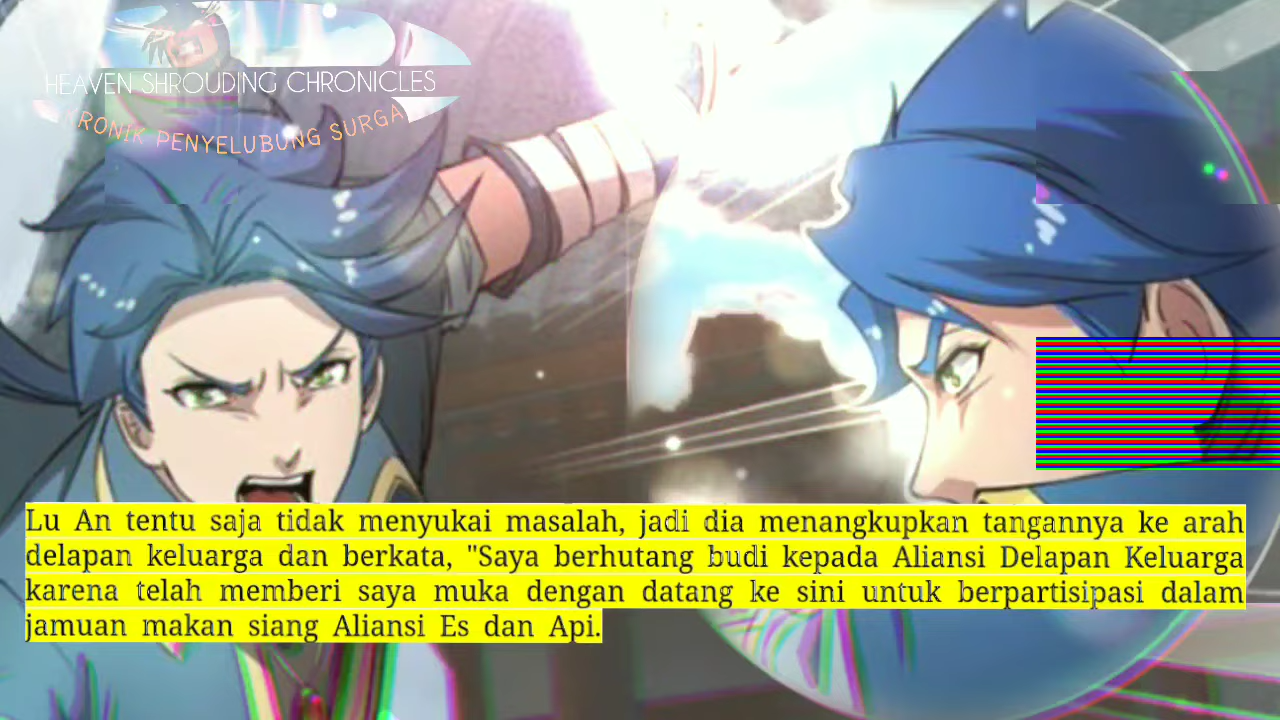 HEAVEN SHROUDING CHRONICLES
KRONIK PENYELUBUNG SURGA
Lu An tentu saja tidak menyukai masalah, jadi dia menangkupkan tangannya ke arah
delapan keluarga dan berkata, "Saya berhutang budi kepada Aliansi Delapan Keluarga
karena telah memberi saya muka dengan datang ke sini untuk berpartisipasi dalam
jamuan makan siang Aliansi Es dan Api.